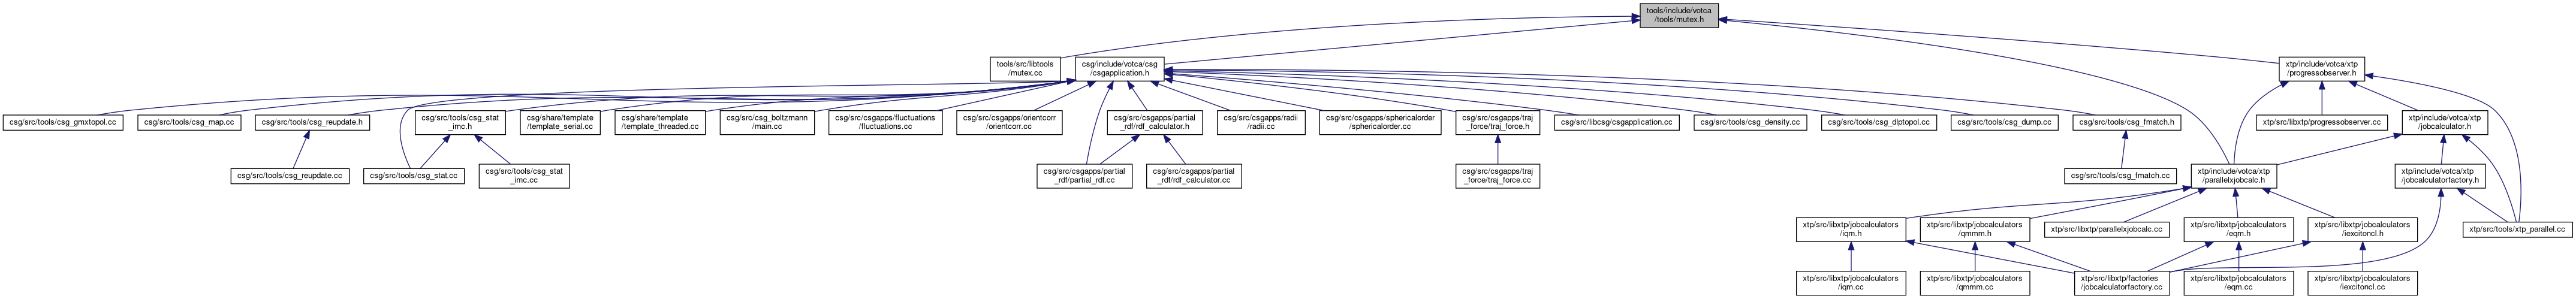 tools/include/votca
/tools/mutex.h
tools/src/libtools
/mutex.cc
csg/include/votca/csg
/csgapplication.h
xtp/include/votca/xtp
/progressobserver.h
csg/src/tools/csg_gmxtopol.cc
csg/src/tools/csg_map.cc
csg/src/tools/csg_reupdate.h
csg/src/tools/csg_stat
_imc.h
csg/share/template
/template_serial.cc
csg/share/template
/template_threaded.cc
csg/src/csg_boltzmann
/main.cc
csg/src/csgapps/fluctuations
/fluctuations.cc
csg/src/csgapps/orientcorr
/orientcorr.cc
csg/src/csgapps/partial
_rdf/rdf_calculator.h
csg/src/csgapps/radii
/radii.cc
csg/src/csgapps/sphericalorder
/sphericalorder.cc
csg/src/csgapps/traj
_force/traj_force.h
csg/src/libcsg/csgapplication.cc
csg/src/tools/csg_density.cc
csg/src/tools/csg_dlptopol.cc
csg/src/tools/csg_dump.cc
csg/src/tools/csg_fmatch.h
xtp/src/libxtp/progressobserver.cc
xtp/include/votca/xtp
/jobcalculator.h
csg/src/tools/csg_reupdate.cc
csg/src/tools/csg_stat.cc
csg/src/tools/csg_stat
_imc.cc
csg/src/csgapps/partial
_rdf/partial_rdf.cc
csg/src/csgapps/partial
_rdf/rdf_calculator.cc
csg/src/csgapps/traj
_force/traj_force.cc
csg/src/tools/csg_fmatch.cc
xtp/include/votca/xtp
/parallelxjobcalc.h
xtp/include/votca/xtp
/jobcalculatorfactory.h
xtp/src/libxtp/jobcalculators
/iqm.h
xtp/src/libxtp/jobcalculators
/qmmm.h
xtp/src/libxtp/parallelxjobcalc.cc
xtp/src/libxtp/jobcalculators
/eqm.h
xtp/src/libxtp/jobcalculators
/iexcitoncl.h
xtp/src/tools/xtp_parallel.cc
xtp/src/libxtp/jobcalculators
/iqm.cc
xtp/src/libxtp/jobcalculators
/qmmm.cc
xtp/src/libxtp/factories
/jobcalculatorfactory.cc
xtp/src/libxtp/jobcalculators
/eqm.cc
xtp/src/libxtp/jobcalculators
/iexcitoncl.cc